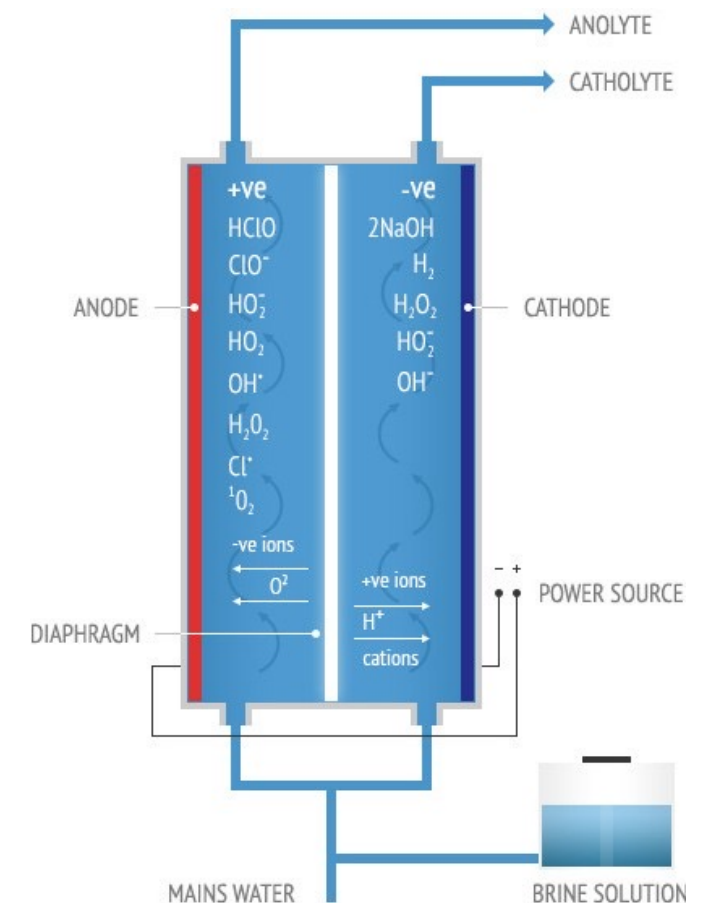 ANOLYTE
CATHOLYTE
+ve
HClO
ClO⁻
HO₂⁻
HO₂
OH•
H₂O₂
Cl•
¹O₂
-ve ions
O²
-ve
2NaOH
H₂
H₂O₂
HO₂⁻
OH⁻
+ve ions
H⁺
cations
ANODE
CATHODE
DIAPHRAGM
- +
POWER SOURCE
MAINS WATER
BRINE SOLUTION